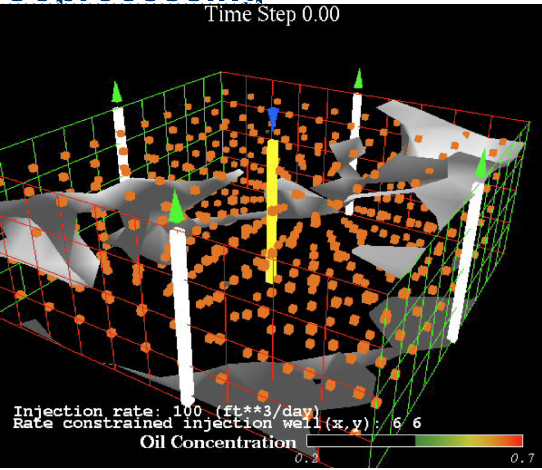 Time Step 0.00
Injection rate: 100 (ft**3/day)
Rate constrained injection well(x,y): 6 6
Oil Concentration
0.2 0.7